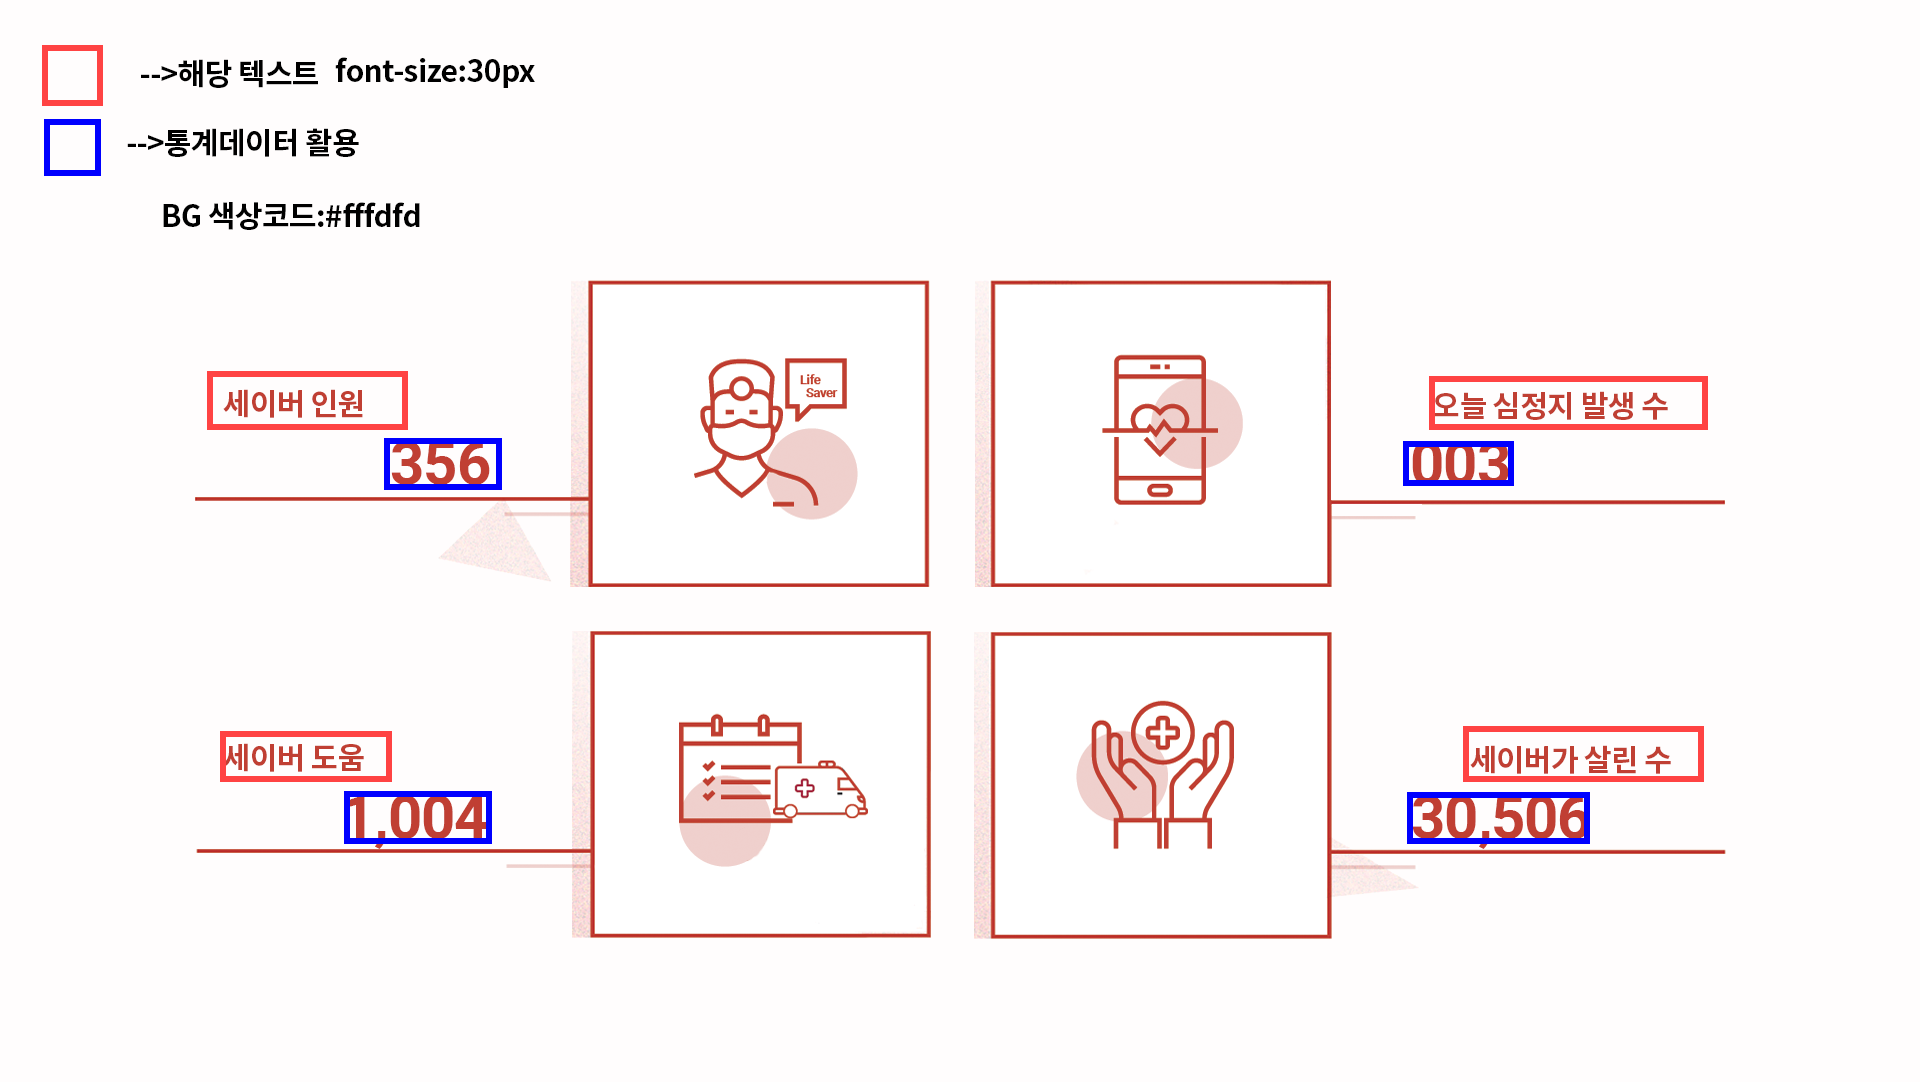 -->해당 텍스트 font-size:30px
-->통계데이터 활용
BG 색상코드:#fffdfd
세이버 인원
356
Life
Saver
오늘 심정지 발생 수
003
세이버 도움
1,004
세이버가 살린 수
30,506